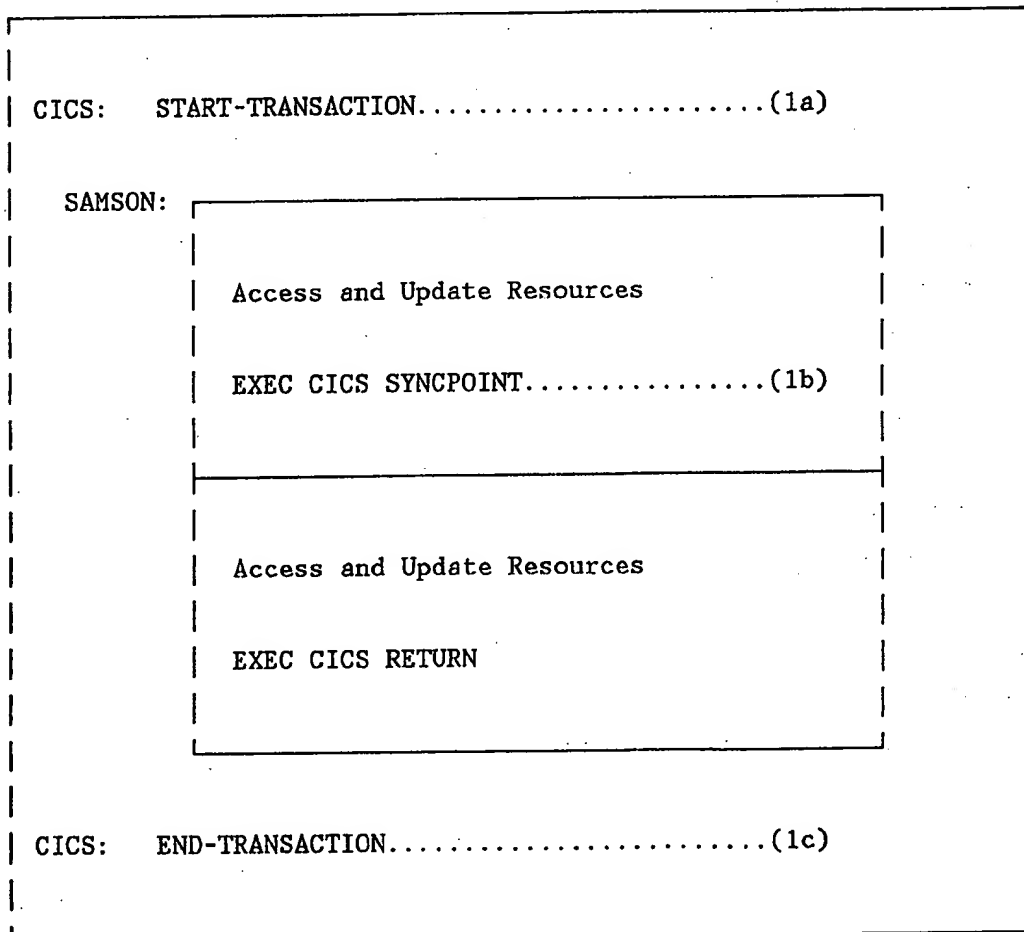 CICS: START-TRANSACTION.......................(1a)
SAMSON:
Access and Update Resources
EXEC CICS SYNCPOINT................(1b)
Access and Update Resources
EXEC CICS RETURN
CICS: END-TRANSACTION.........................(1c)